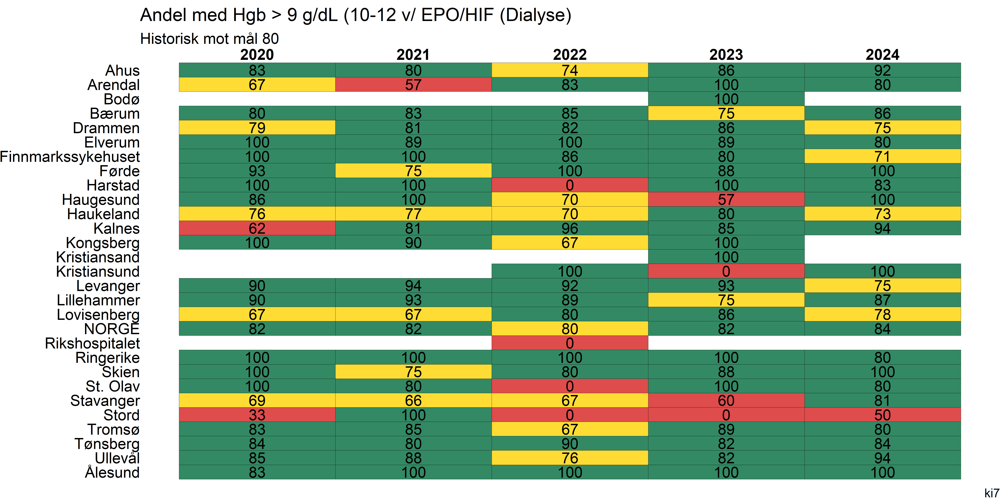 Andel med Hgb > 9 g/dL (10-12 v/ EPO/HIF (Dialyse)
Historisk mot mål 80
2020 2021 2022 2023 2024
Ahus 83 80 74 86 92
Arendal 67 57 83 100 80
Bodø 100
Bærum 80 83 85 75 86
Drammen 79 81 82 86 75
Elverum 100 89 100 89 80
Finnmarkssykehuset 100 100 86 80 71
Førde 93 75 100 88 100
Harstad 100 100 0 100 83
Haugesund 86 100 70 57 100
Haukeland 76 77 70 80 73
Kalnes 62 81 96 85 94
Kongsberg 100 90 67 100
Kristiansand 100
Kristiansund 100 0 100
Levanger 90 94 92 93 75
Lillehammer 90 93 89 75 87
Lovisenberg 67 67 80 86 78
NORGE 82 82 80 82 84
Rikshospitalet 0
Ringerike 100 100 100 100 80
Skien 100 75 80 88 100
St. Olav 100 80 0 100 80
Stavanger 69 66 67 60 81
Stord 33 100 0 0 50
Tromsø 83 85 67 89 80
Tønsberg 84 80 90 82 84
Ullevål 85 88 76 82 94
Ålesund 83 100 100 100 100
ki7